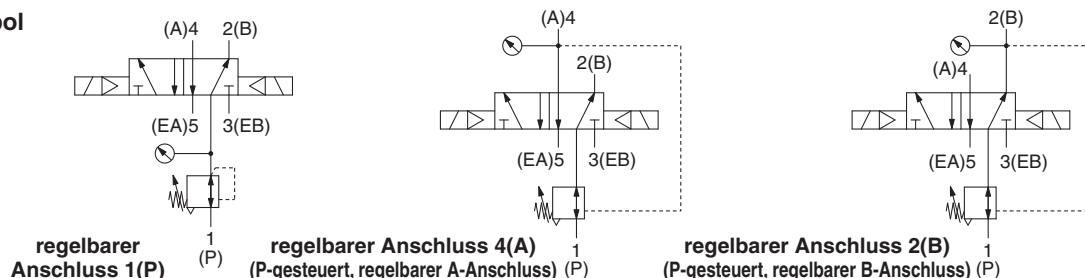 pol
(A)4 2(B)
(EA)5 3(EB)
1
(P)
regelbarer
Anschluss 1(P)
(A)4
2(B)
(EA)5 3(EB)
1
(P)
regelbarer Anschluss 4(A)
(P-gesteuert, regelbarer A-Anschluss)
2(B)
(A)4
(EA)5 3(EB)
1
(P)
regelbarer Anschluss 2(B)
(P-gesteuert, regelbarer B-Anschluss)